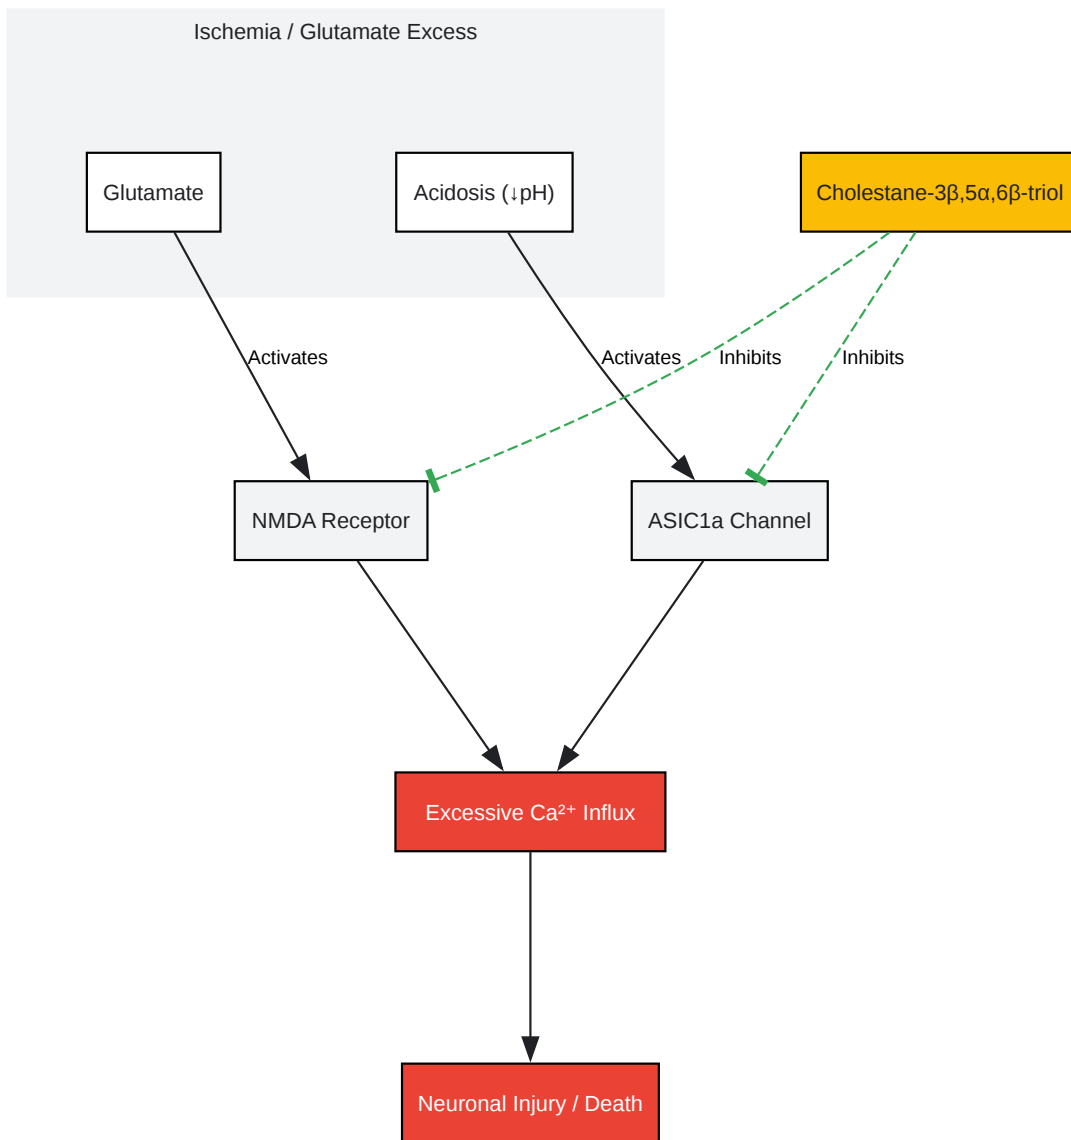 Ischemia / Glutamate Excess
Glutamate
Acidosis (↓pH)
Cholestane-3β,5α,6β-triol
Activates
Activates
Inhibits
Inhibits
NMDA Receptor
ASIC1a Channel
Excessive Ca²⁺ Influx
Neuronal Injury / Death